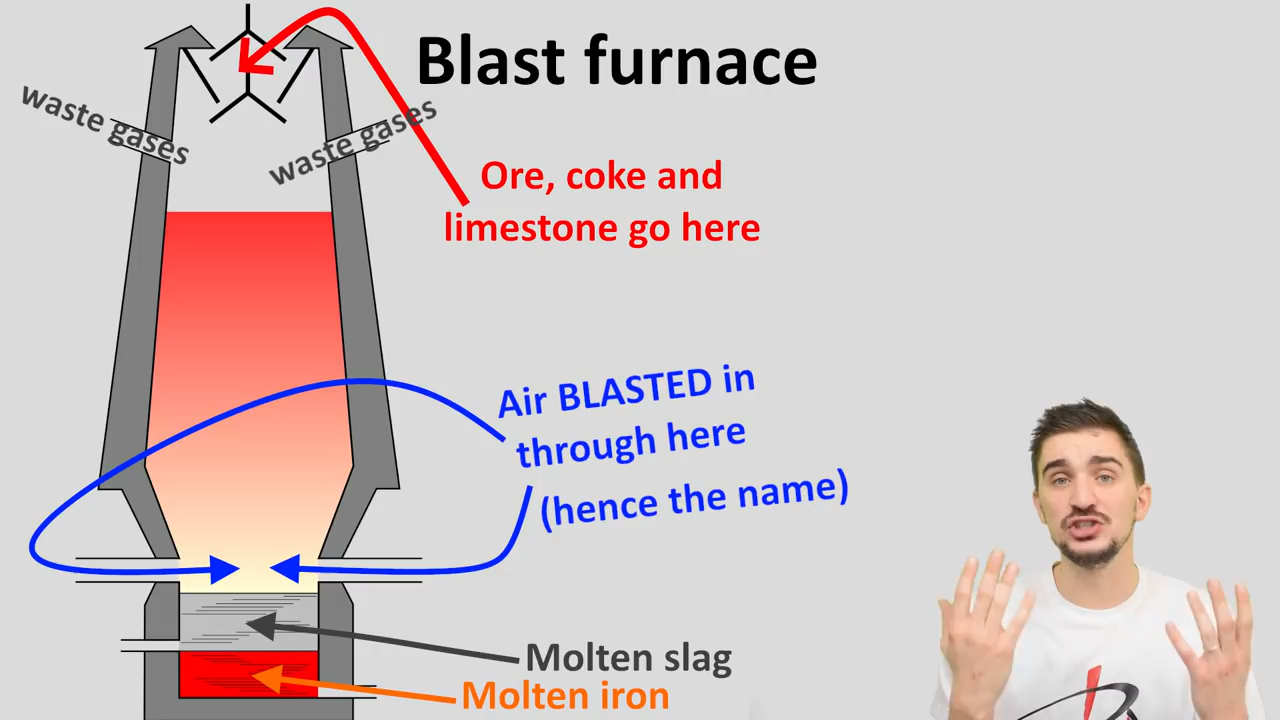 Blast furnace
waste gases
waste gases
Ore, coke and
limestone go here
Air BLASTED in
through here
(hence the name)
Molten slag
Molten iron